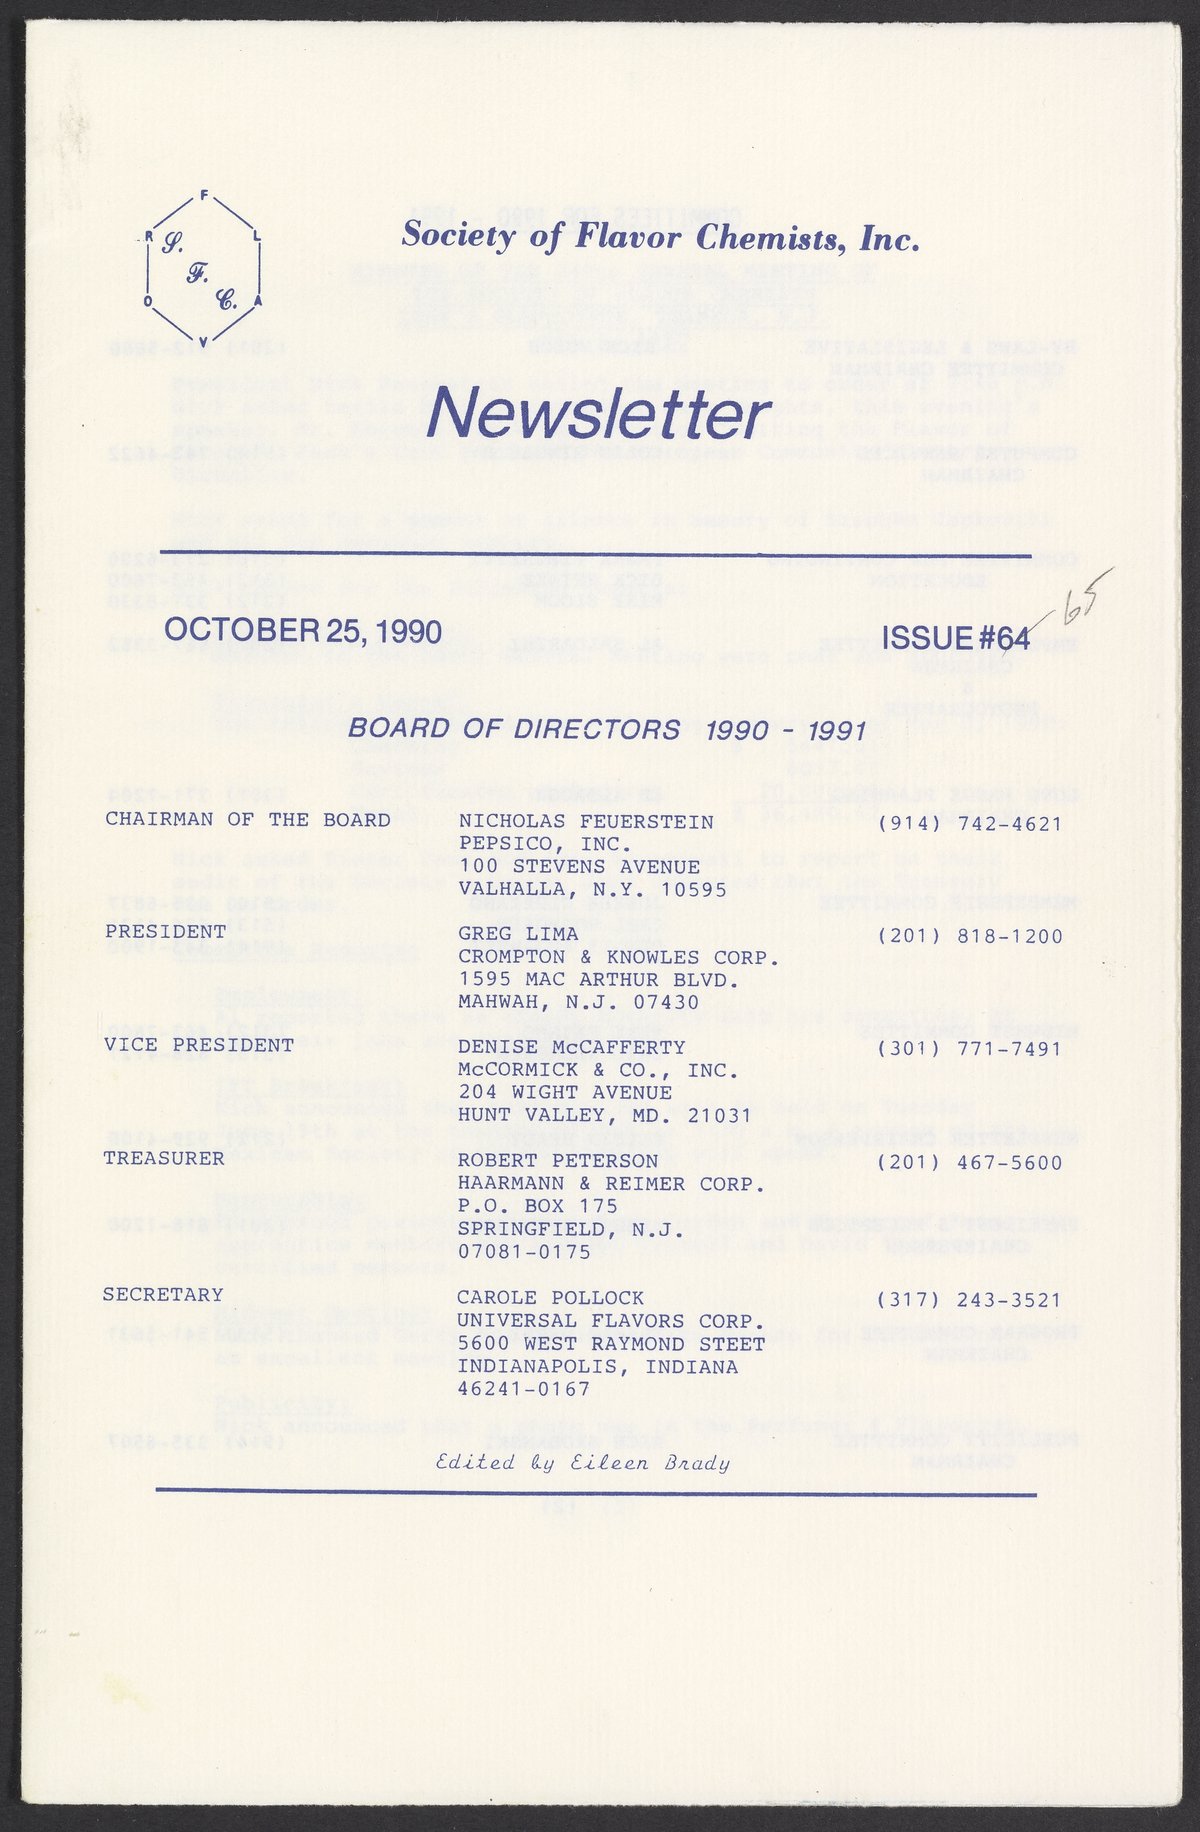 F
R L
S.
F.
C.
O A
V
Society of Flavor Chemists, Inc.
Newsletter
OCTOBER 25, 1990 ISSUE #64 65
BOARD OF DIRECTORS 1990 - 1991
CHAIRMAN OF THE BOARD NICHOLAS FEUERSTEIN (914) 742-4621
PEPSICO, INC.
100 STEVENS AVENUE
VALHALLA, N.Y. 10595
PRESIDENT GREG LIMA (201) 818-1200
CROMPTON & KNOWLES CORP.
1595 MAC ARTHUR BLVD.
MAHWAH, N.J. 07430
VICE PRESIDENT DENISE McCAFFERTY (301) 771-7491
McCORMICK & CO., INC.
204 WIGHT AVENUE
HUNT VALLEY, MD. 21031
TREASURER ROBERT PETERSON (201) 467-5600
HAARMANN & REIMER CORP.
P.O. BOX 175
SPRINGFIELD, N.J.
07081-0175
SECRETARY CAROLE POLLOCK (317) 243-3521
UNIVERSAL FLAVORS CORP.
5600 WEST RAYMOND STEET
INDIANAPOLIS, INDIANA
46241-0167
Edited by Eileen Brady